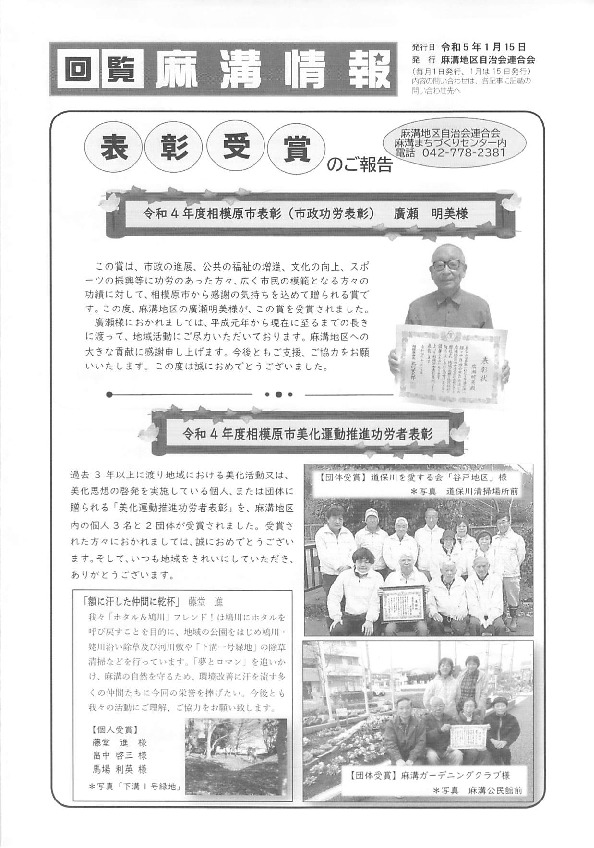 回覧 麻溝情報
発行日 令和5年1月15日
発 行 麻溝地区自治会連合会
(毎月1日発行、1月は15日発行)
内容の問い合わせは、各記事に記載の
問い合わせ先へ
表彰受賞のご報告
麻溝地区自治会連合会
麻溝まちづくりセンター内
電話 042-778-2381
令和4年度相模原市表彰(市政功労表彰) 廣瀬 明美様
この賞は、市政の進展、公共の福祉の増進、文化の向上、スポ
ーツの振興等に功労のあった方々、広く市民の模範となる方々の
功績に対して、相模原市から感謝の気持ちを込めて贈られる賞で
す。この度、麻溝地区の廣瀬明美様が、この賞を受賞されました。
廣瀬様におかれましては、平成元年から現在に至るまでの長き
に渡って、地域活動にご尽力いただいております。麻溝地区への
大きな貢献に感謝申し上げます。今後ともご支援、ご協力をお願
いいたします。この度は誠におめでとうございました。
表彰状
令和4年度相模原市美化運動推進功労者表彰
過去3年以上に渡り地域における美化活動又は、
美化思想の啓発を実施している個人、または団体に
贈られる「美化運動推進功労者表彰」を、麻溝地区
内の個人3名と2団体が受賞されました。受賞さ
れた方々におかれましては、誠におめでとうござい
ます。そして、いつも地域をきれいにしていただき、
ありがとうございます。
【団体受賞】道保川を愛する会「谷戸地区」様
＊写真 道保川清掃場所前
「額に汗した仲間に乾杯」 藤堂 進
我々「ホタル&鳩川」フレンド!は鳩川にホタルを
呼び戻すことを目的に、地域の公園をはじめ鳩川・
姥川沿い除草及び河川敷や「下溝一号緑地」の除草
清掃などを行っています。「夢とロマン」を追いか
け、麻溝の自然を守るため、環境改善に汗を流す多
くの仲間たちに今回の栄誉を捧げたい。今後とも
我々の活動にご理解、ご協力をお願い致します。
【個人受賞】
藤堂 進 様
畠中 啓三 様
馬場 利英 様
＊写真「下溝1号緑地」
【団体受賞】麻溝ガーデニングクラブ様
＊写真 麻溝公民館前